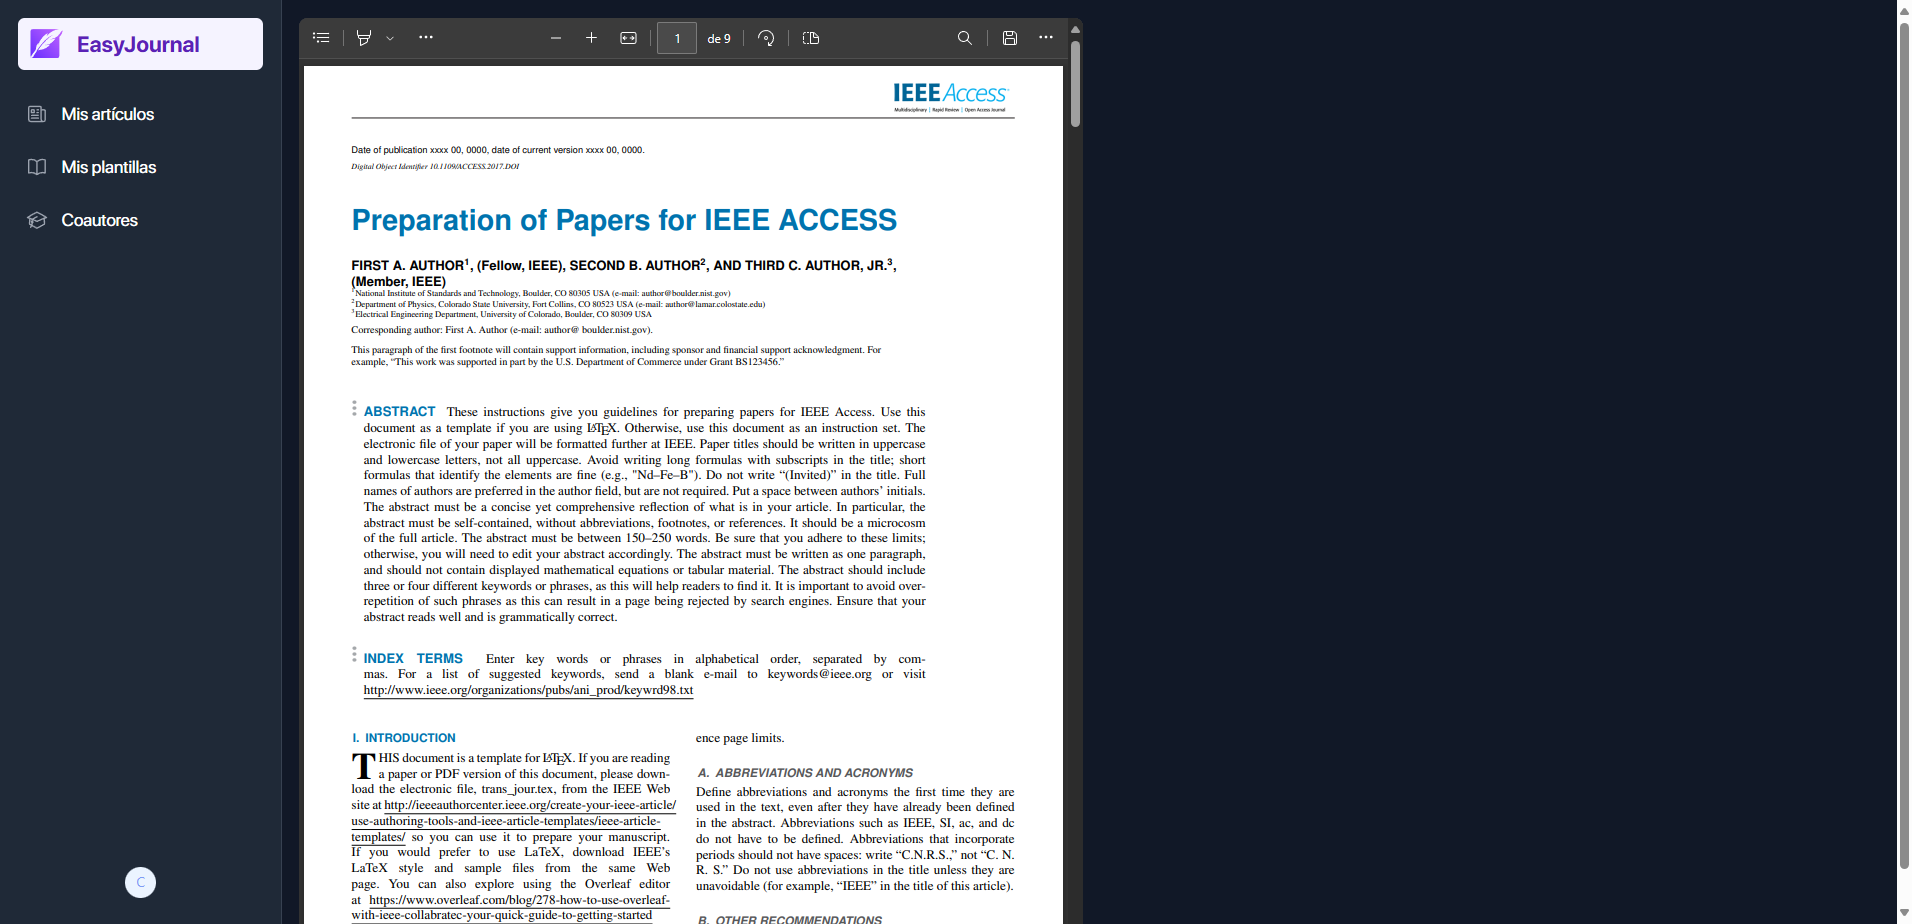 EasyJournal
Mis artículos
Mis plantillas
Coautores
C
1 de 9
IEEE Access
Multidisciplinary | Rapid Review | Open Access Journal
Date of publication xxxx 00, 0000, date of current version xxxx 00, 0000.
Digital Object Identifier 10.1109/ACCESS.2017.DOI
Preparation of Papers for IEEE ACCESS
FIRST A. AUTHOR1, (Fellow, IEEE), SECOND B. AUTHOR2, AND THIRD C. AUTHOR, JR.3,
(Member, IEEE)
1National Institute of Standards and Technology, Boulder, CO 80305 USA (e-mail: author@boulder.nist.gov)
2Department of Physics, Colorado State University, Fort Collins, CO 80523 USA (e-mail: author@lamar.colostate.edu)
3Electrical Engineering Department, University of Colorado, Boulder, CO 80309 USA
Corresponding author: First A. Author (e-mail: author@ boulder.nist.gov).
This paragraph of the first footnote will contain support information, including sponsor and financial support acknowledgment. For
example, “This work was supported in part by the U.S. Department of Commerce under Grant BS123456.”
ABSTRACT These instructions give you guidelines for preparing papers for IEEE Access. Use this
document as a template if you are using LATEX. Otherwise, use this document as an instruction set. The
electronic file of your paper will be formatted further at IEEE. Paper titles should be written in uppercase
and lowercase letters, not all uppercase. Avoid writing long formulas with subscripts in the title; short
formulas that identify the elements are fine (e.g., "Nd–Fe–B"). Do not write “(Invited)” in the title. Full
names of authors are preferred in the author field, but are not required. Put a space between authors’ initials.
The abstract must be a concise yet comprehensive reflection of what is in your article. In particular, the
abstract must be self-contained, without abbreviations, footnotes, or references. It should be a microcosm
of the full article. The abstract must be between 150–250 words. Be sure that you adhere to these limits;
otherwise, you will need to edit your abstract accordingly. The abstract must be written as one paragraph,
and should not contain displayed mathematical equations or tabular material. The abstract should include
three or four different keywords or phrases, as this will help readers to find it. It is important to avoid over-
repetition of such phrases as this can result in a page being rejected by search engines. Ensure that your
abstract reads well and is grammatically correct.
INDEX TERMS Enter key words or phrases in alphabetical order, separated by com-
mas. For a list of suggested keywords, send a blank e-mail to keywords@ieee.org or visit
http://www.ieee.org/organizations/pubs/ani_prod/keywrd98.txt
I. INTRODUCTION
THIS document is a template for LATEX. If you are reading
a paper or PDF version of this document, please down-
load the electronic file, trans_jour.tex, from the IEEE Web
site at http://ieeeauthorcenter.ieee.org/create-your-ieee-article/
use-authoring-tools-and-ieee-article-templates/ieee-article-
templates/ so you can use it to prepare your manuscript.
If you would prefer to use LaTeX, download IEEE’s
LaTeX style and sample files from the same Web
page. You can also explore using the Overleaf editor
at https://www.overleaf.com/blog/278-how-to-use-overleaf-
with-ieee-collabratec-your-quick-guide-to-getting-started
ence page limits.
A. ABBREVIATIONS AND ACRONYMS
Define abbreviations and acronyms the first time they are
used in the text, even after they have already been defined
in the abstract. Abbreviations such as IEEE, SI, ac, and dc
do not have to be defined. Abbreviations that incorporate
periods should not have spaces: write “C.N.R.S.,” not “C. N.
R. S.” Do not use abbreviations in the title unless they are
unavoidable (for example, “IEEE” in the title of this article).
B. OTHER RECOMMENDATIONS